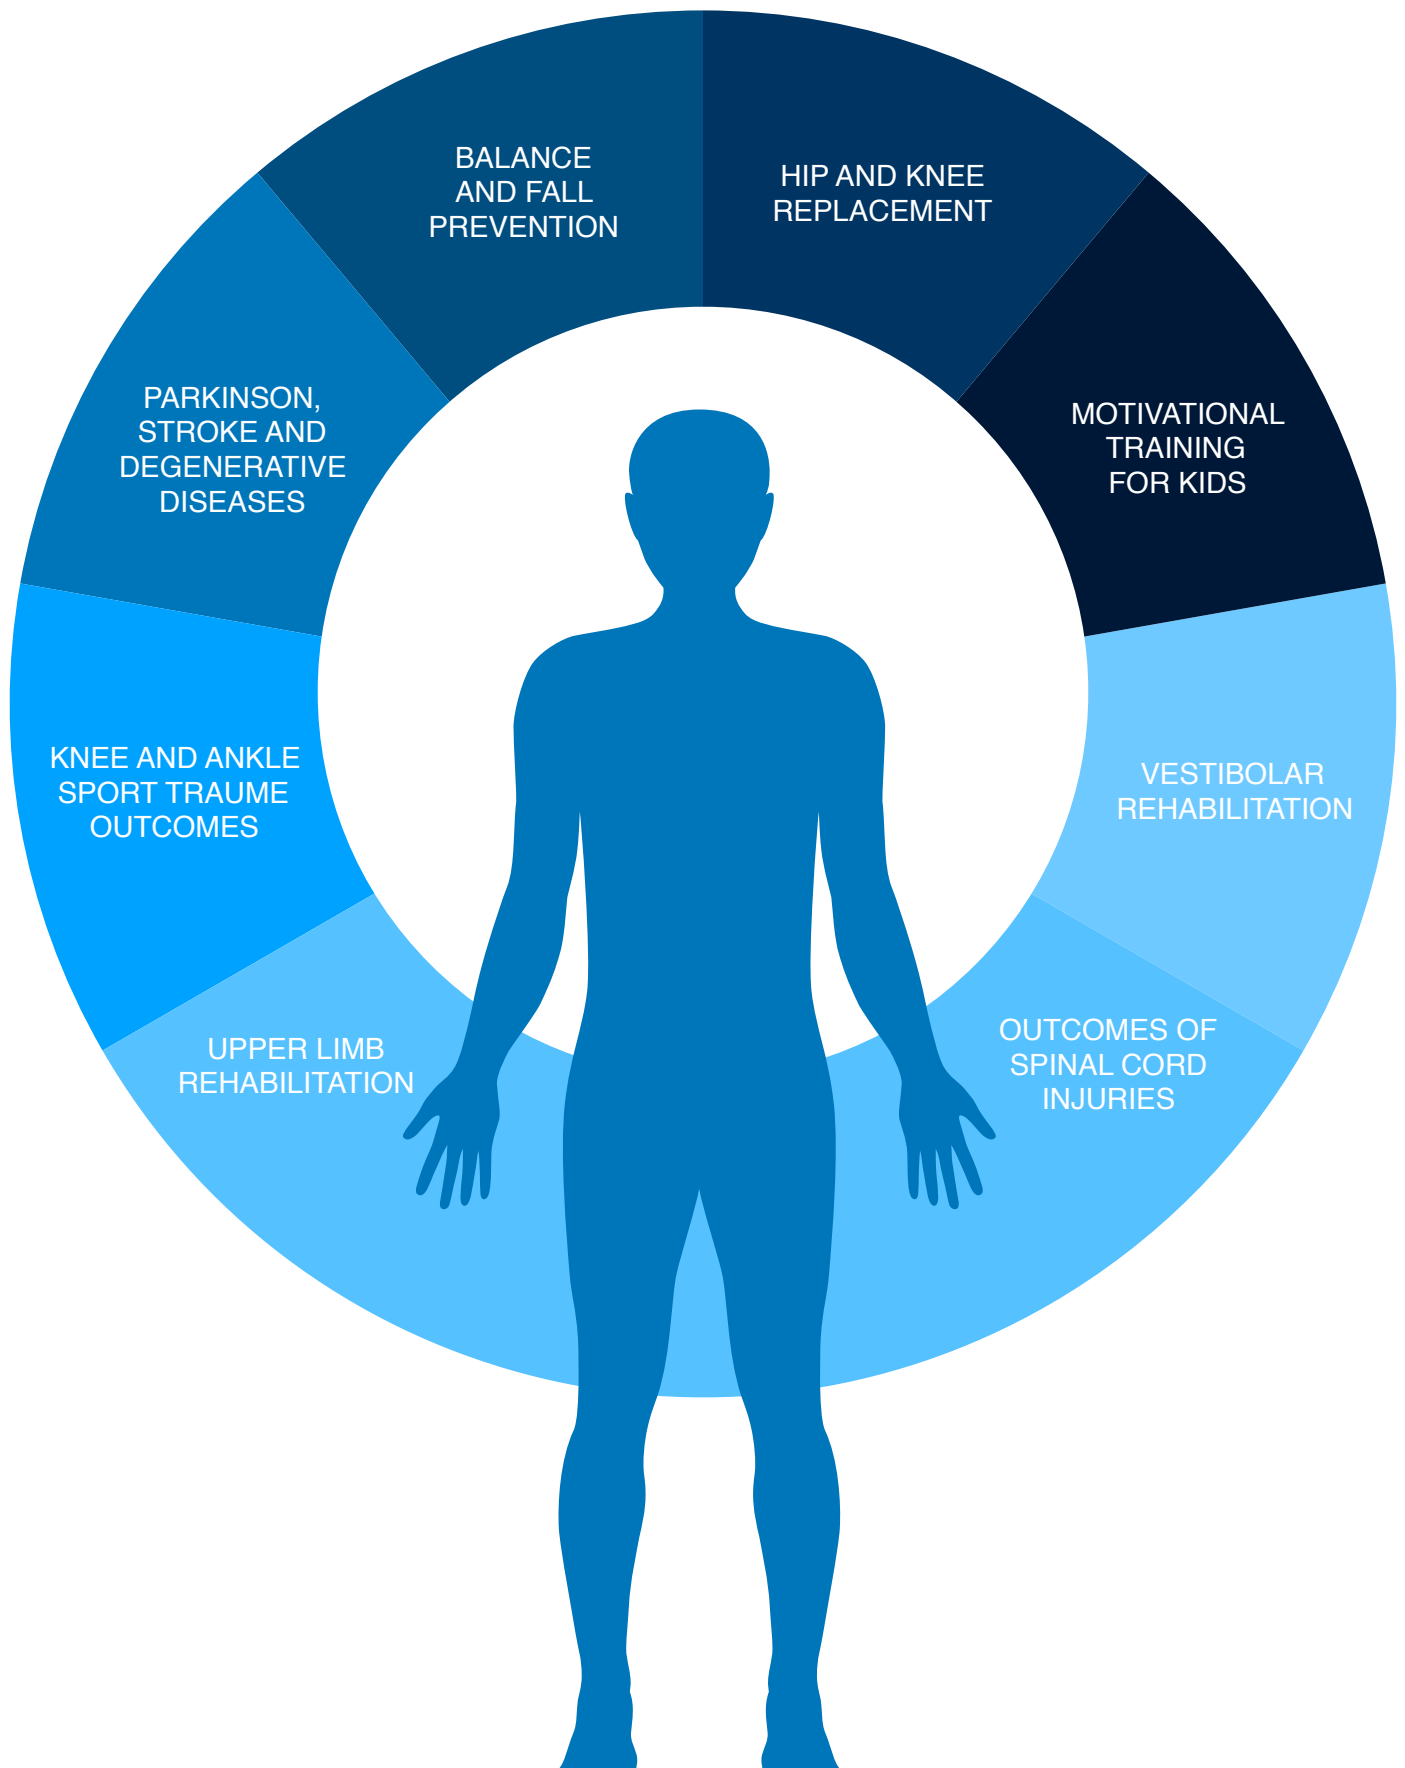 BALANCE
AND FALL
PREVENTION
HIP AND KNEE
REPLACEMENT
PARKINSON,
STROKE AND
DEGENERATIVE
DISEASES
MOTIVATIONAL
TRAINING
FOR KIDS
KNEE AND ANKLE
SPORT TRAUME
OUTCOMES
VESTIBOLAR
REHABILITATION
UPPER LIMB
REHABILITATION
OUTCOMES OF
SPINAL CORD
INJURIES